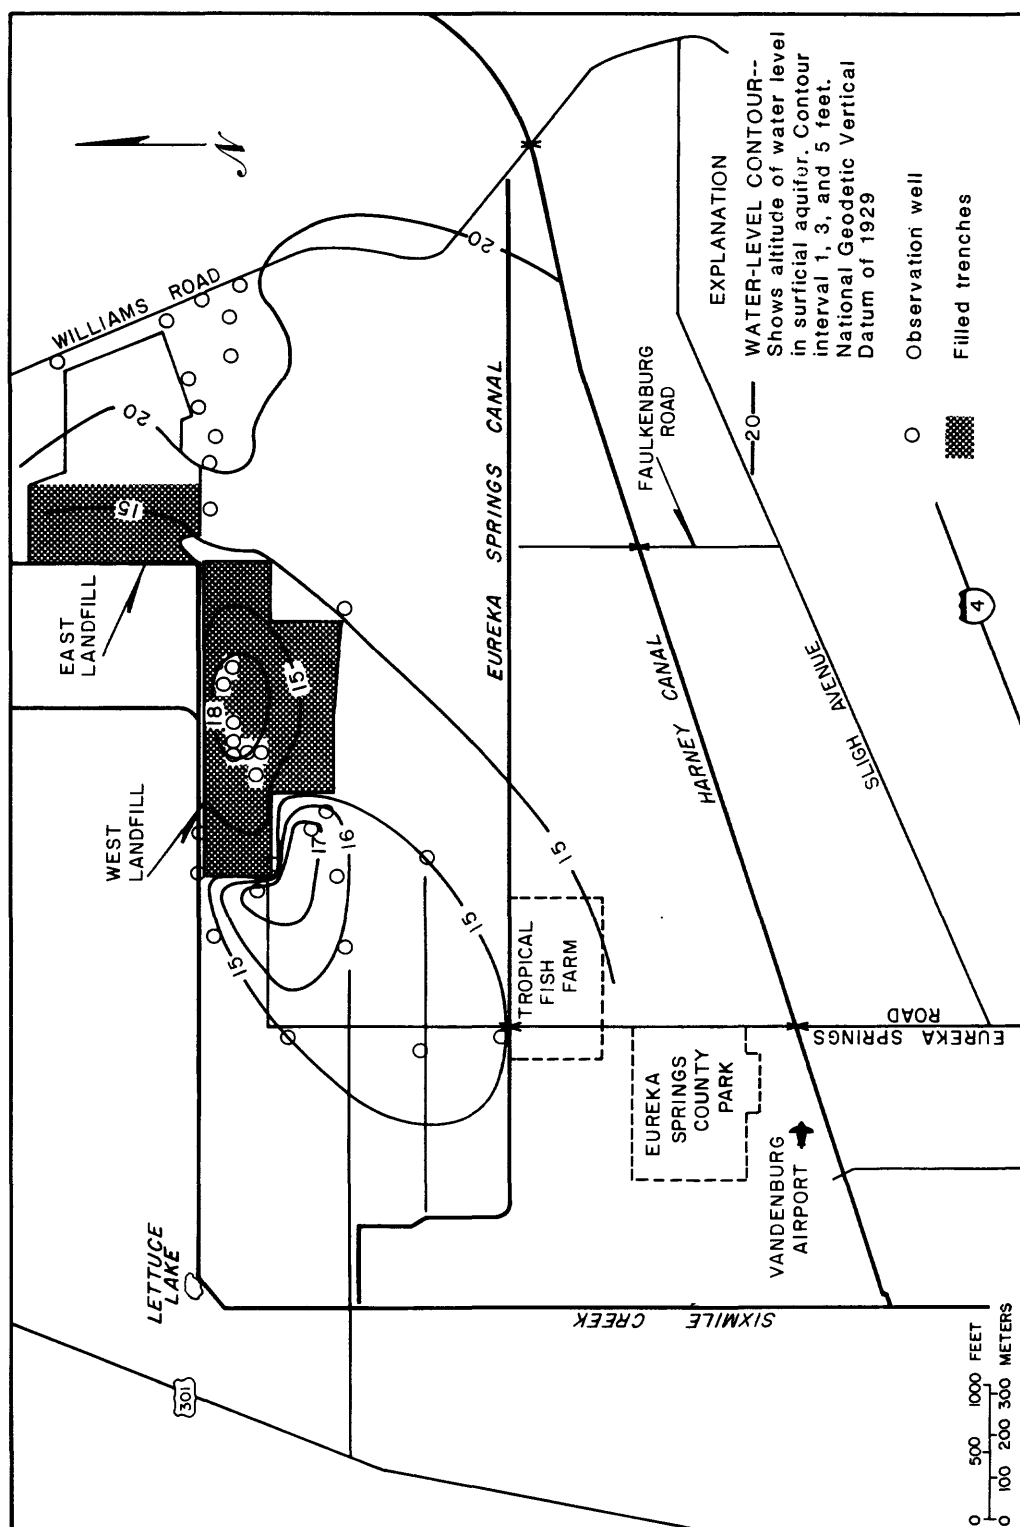 WILLIAMS ROAD
N
20
20
EAST
LANDFILL
15
WEST
LANDFILL
18
15
17
16
15
15
15
EUREKA SPRINGS CANAL
HARNEY CANAL
FAULKENBURG
ROAD
SLIGH AVENUE
4
LETTUCE
LAKE
301
TROPICAL
FISH
FARM
EUREKA
SPRINGS
COUNTY
PARK
EUREKA SPRINGS
ROAD
VANDENBURG
AIRPORT
SIXMILE CREEK
EXPLANATION
—20— WATER-LEVEL CONTOUR--
Shows altitude of water level
in surficial aquifur. Contour
interval 1, 3, and 5 feet.
National Geodetic Vertical
Datum of 1929
Observation well
Filled trenches
0 500 1000 FEET
0 100 200 300 METERS